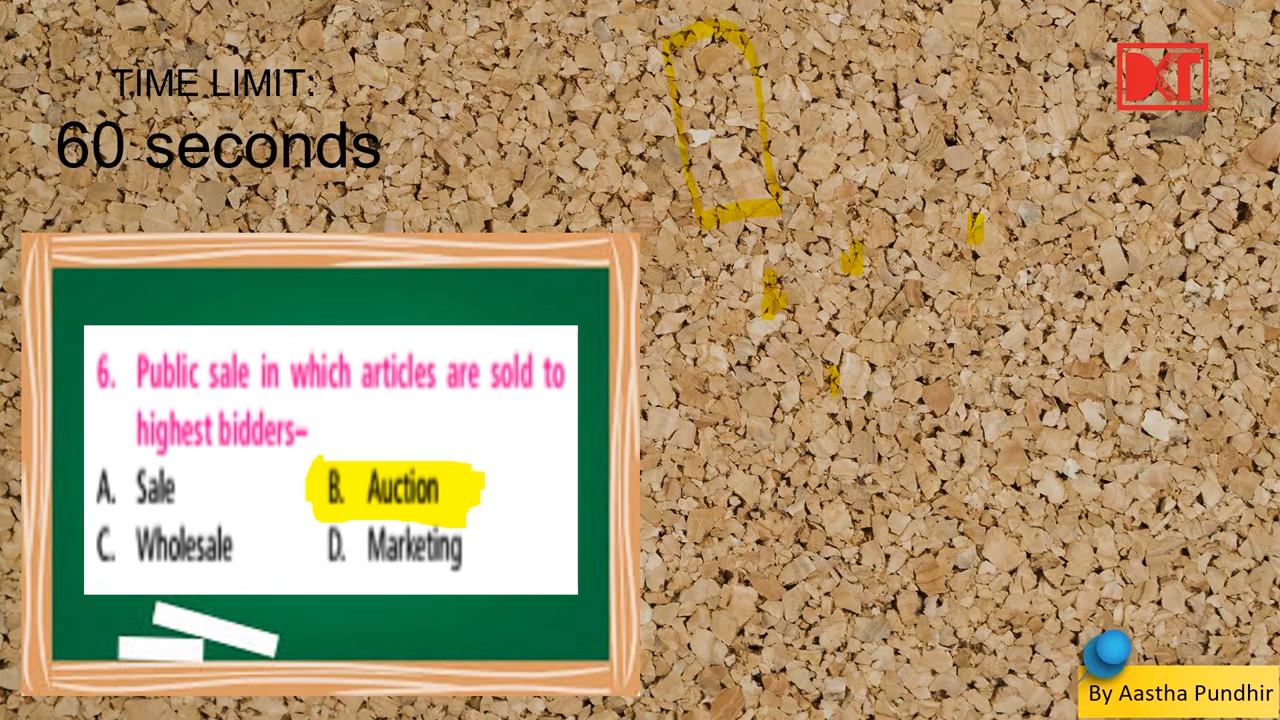 TIME LIMIT:
60 seconds
DKT
6. Public sale in which articles are sold to
highest bidders–
A. Sale B. Auction
C. Wholesale D. Marketing
By Aastha Pundhir